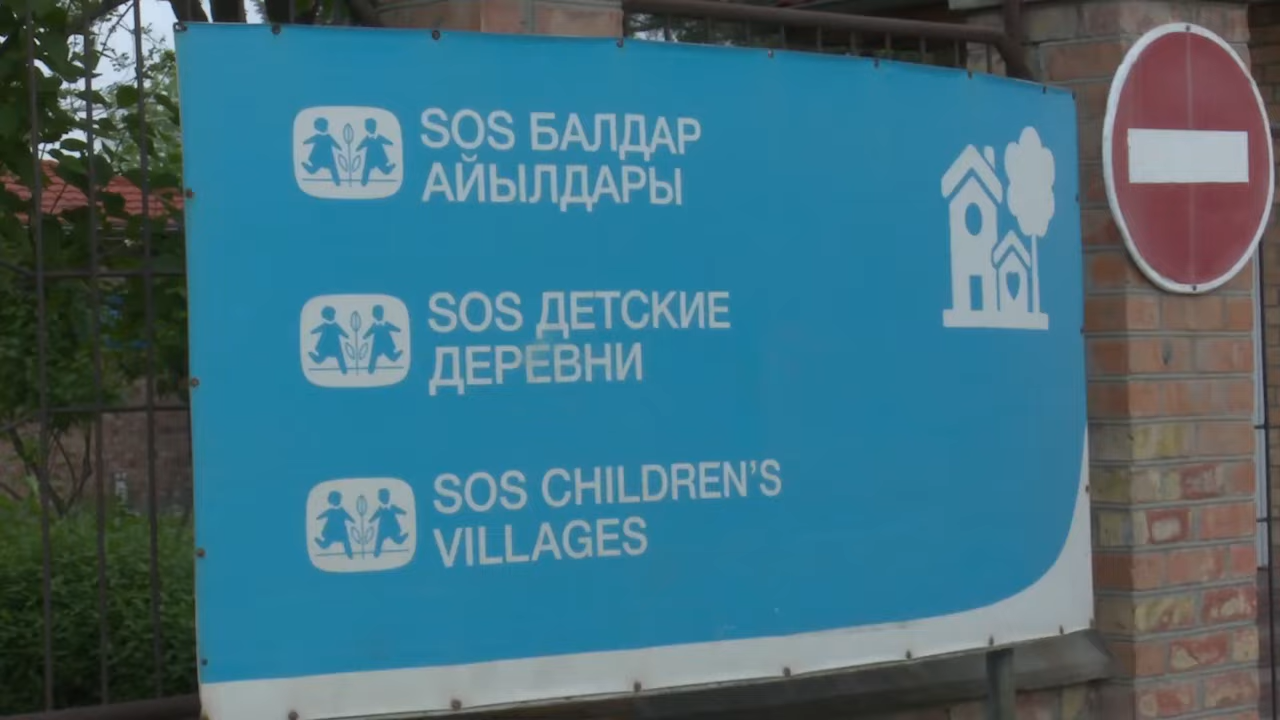 SOS БАЛДАР
АЙЫЛДАРЫ
SOS ДЕТСКИЕ
ДЕРЕВНИ
SOS CHILDREN'S
VILLAGES